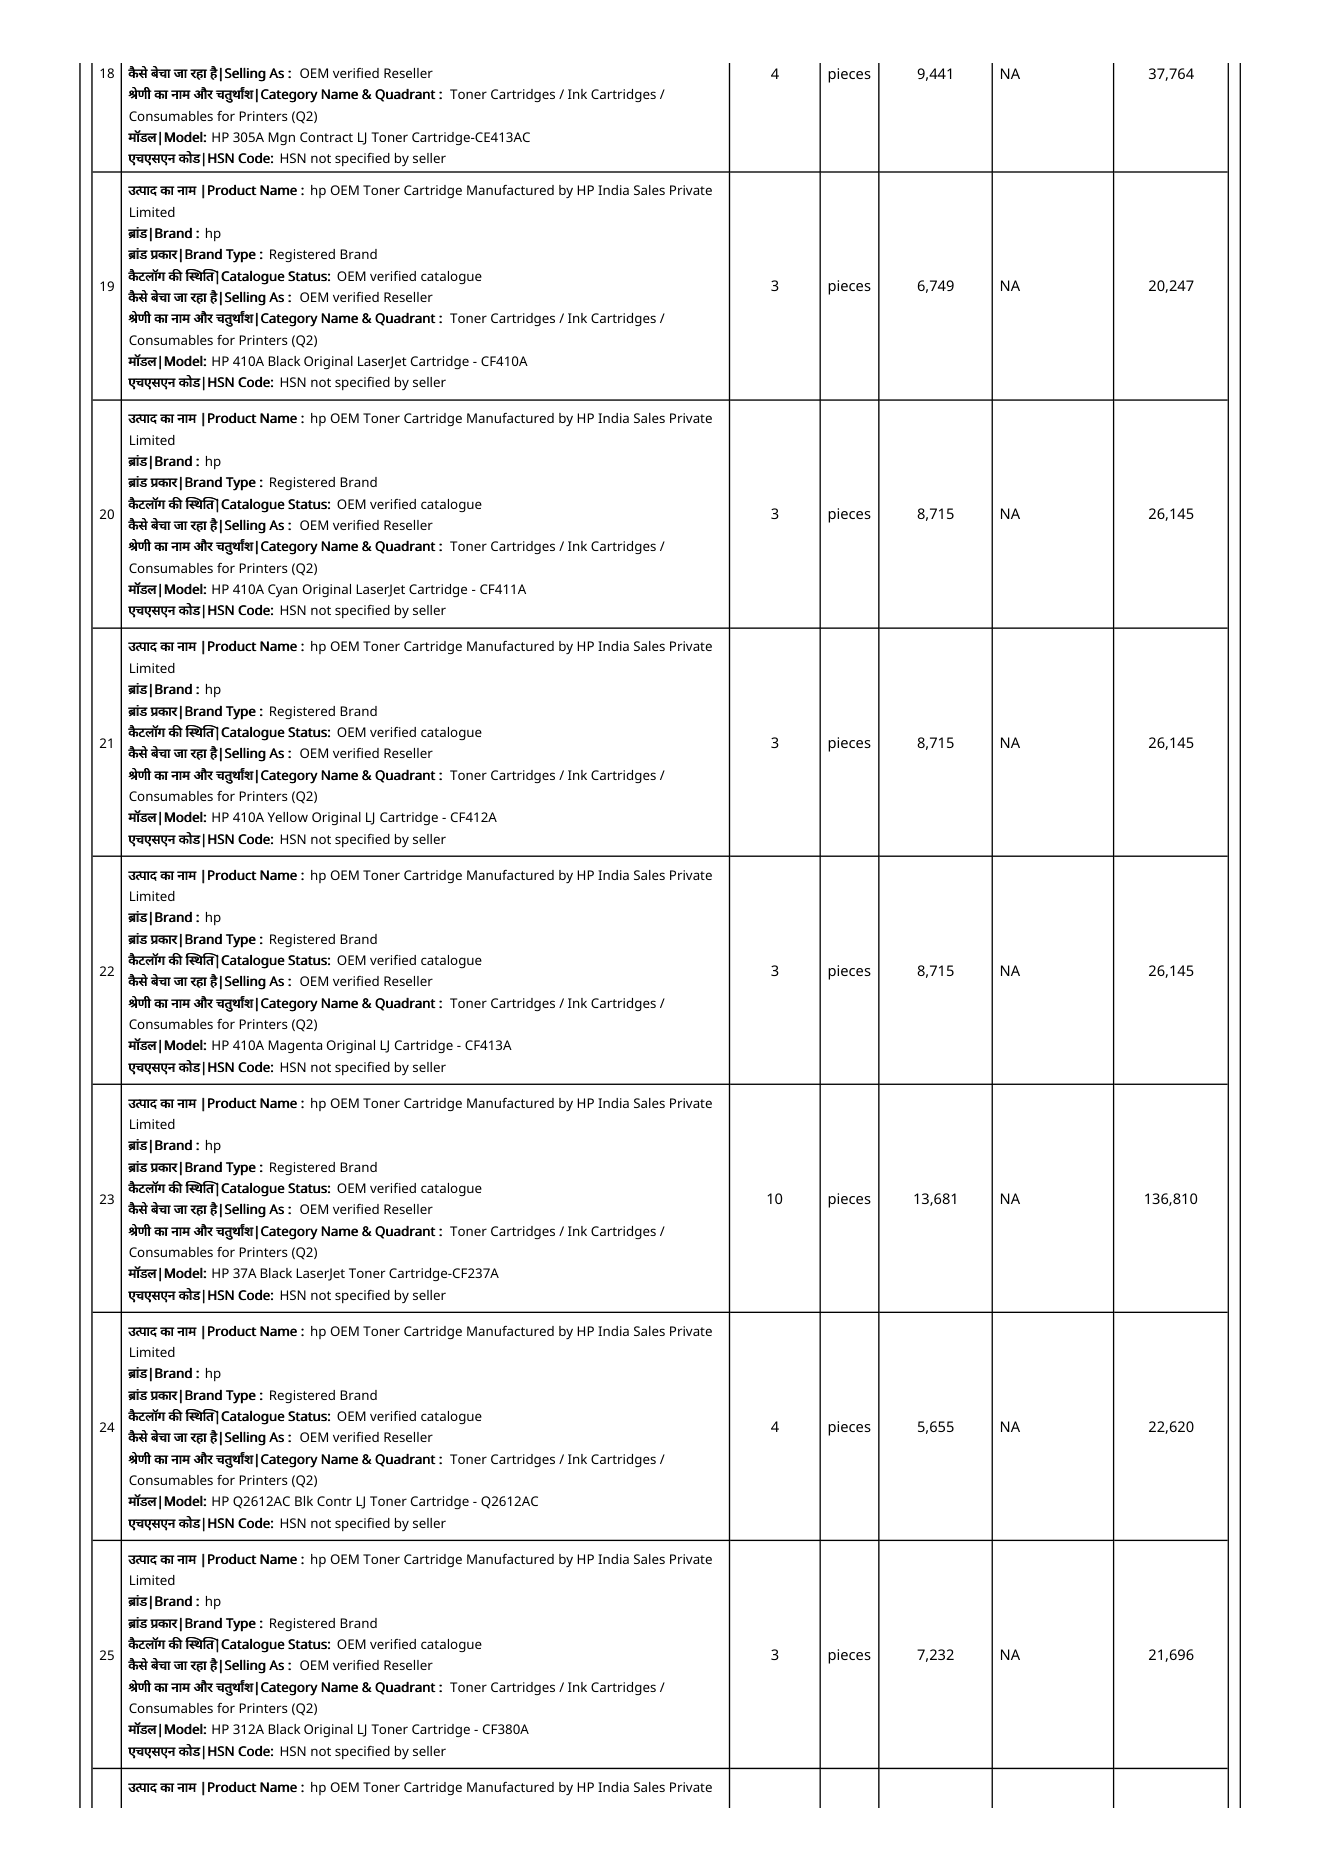 18 कैसे बेचा जा रहा है|Selling As : OEM verified Reseller 4 pieces 9,441 NA 37,764
श्रेणी का नाम और चतुर्थांश|Category Name & Quadrant : Toner Cartridges / Ink Cartridges /
Consumables for Printers (Q2)
मॉडल|Model: HP 305A Mgn Contract LJ Toner Cartridge-CE413AC
एचएसएन कोड|HSN Code: HSN not specified by seller
उत्पाद का नाम |Product Name : hp OEM Toner Cartridge Manufactured by HP India Sales Private
Limited
ब्रांड|Brand : hp
ब्रांड प्रकार|Brand Type : Registered Brand
कैटलॉग की स्थिति|Catalogue Status: OEM verified catalogue
19 3 pieces 6,749 NA 20,247
कैसे बेचा जा रहा है|Selling As : OEM verified Reseller
श्रेणी का नाम और चतुर्थांश|Category Name & Quadrant : Toner Cartridges / Ink Cartridges /
Consumables for Printers (Q2)
मॉडल|Model: HP 410A Black Original LaserJet Cartridge - CF410A
एचएसएन कोड|HSN Code: HSN not specified by seller
उत्पाद का नाम |Product Name : hp OEM Toner Cartridge Manufactured by HP India Sales Private
Limited
ब्रांड|Brand : hp
ब्रांड प्रकार|Brand Type : Registered Brand
कैटलॉग की स्थिति|Catalogue Status: OEM verified catalogue
20 3 pieces 8,715 NA 26,145
कैसे बेचा जा रहा है|Selling As : OEM verified Reseller
श्रेणी का नाम और चतुर्थांश|Category Name & Quadrant : Toner Cartridges / Ink Cartridges /
Consumables for Printers (Q2)
मॉडल|Model: HP 410A Cyan Original LaserJet Cartridge - CF411A
एचएसएन कोड|HSN Code: HSN not specified by seller
उत्पाद का नाम |Product Name : hp OEM Toner Cartridge Manufactured by HP India Sales Private
Limited
ब्रांड|Brand : hp
ब्रांड प्रकार|Brand Type : Registered Brand
कैटलॉग की स्थिति|Catalogue Status: OEM verified catalogue
21 3 pieces 8,715 NA 26,145
कैसे बेचा जा रहा है|Selling As : OEM verified Reseller
श्रेणी का नाम और चतुर्थांश|Category Name & Quadrant : Toner Cartridges / Ink Cartridges /
Consumables for Printers (Q2)
मॉडल|Model: HP 410A Yellow Original LJ Cartridge - CF412A
एचएसएन कोड|HSN Code: HSN not specified by seller
उत्पाद का नाम |Product Name : hp OEM Toner Cartridge Manufactured by HP India Sales Private
Limited
ब्रांड|Brand : hp
ब्रांड प्रकार|Brand Type : Registered Brand
कैटलॉग की स्थिति|Catalogue Status: OEM verified catalogue
22 3 pieces 8,715 NA 26,145
कैसे बेचा जा रहा है|Selling As : OEM verified Reseller
श्रेणी का नाम और चतुर्थांश|Category Name & Quadrant : Toner Cartridges / Ink Cartridges /
Consumables for Printers (Q2)
मॉडल|Model: HP 410A Magenta Original LJ Cartridge - CF413A
एचएसएन कोड|HSN Code: HSN not specified by seller
उत्पाद का नाम |Product Name : hp OEM Toner Cartridge Manufactured by HP India Sales Private
Limited
ब्रांड|Brand : hp
ब्रांड प्रकार|Brand Type : Registered Brand
कैटलॉग की स्थिति|Catalogue Status: OEM verified catalogue
23 10 pieces 13,681 NA 136,810
कैसे बेचा जा रहा है|Selling As : OEM verified Reseller
श्रेणी का नाम और चतुर्थांश|Category Name & Quadrant : Toner Cartridges / Ink Cartridges /
Consumables for Printers (Q2)
मॉडल|Model: HP 37A Black LaserJet Toner Cartridge-CF237A
एचएसएन कोड|HSN Code: HSN not specified by seller
उत्पाद का नाम |Product Name : hp OEM Toner Cartridge Manufactured by HP India Sales Private
Limited
ब्रांड|Brand : hp
ब्रांड प्रकार|Brand Type : Registered Brand
कैटलॉग की स्थिति|Catalogue Status: OEM verified catalogue
24 4 pieces 5,655 NA 22,620
कैसे बेचा जा रहा है|Selling As : OEM verified Reseller
श्रेणी का नाम और चतुर्थांश|Category Name & Quadrant : Toner Cartridges / Ink Cartridges /
Consumables for Printers (Q2)
मॉडल|Model: HP Q2612AC Blk Contr LJ Toner Cartridge - Q2612AC
एचएसएन कोड|HSN Code: HSN not specified by seller
उत्पाद का नाम |Product Name : hp OEM Toner Cartridge Manufactured by HP India Sales Private
Limited
ब्रांड|Brand : hp
ब्रांड प्रकार|Brand Type : Registered Brand
कैटलॉग की स्थिति|Catalogue Status: OEM verified catalogue
25 3 pieces 7,232 NA 21,696
कैसे बेचा जा रहा है|Selling As : OEM verified Reseller
श्रेणी का नाम और चतुर्थांश|Category Name & Quadrant : Toner Cartridges / Ink Cartridges /
Consumables for Printers (Q2)
मॉडल|Model: HP 312A Black Original LJ Toner Cartridge - CF380A
एचएसएन कोड|HSN Code: HSN not specified by seller
उत्पाद का नाम |Product Name : hp OEM Toner Cartridge Manufactured by HP India Sales Private